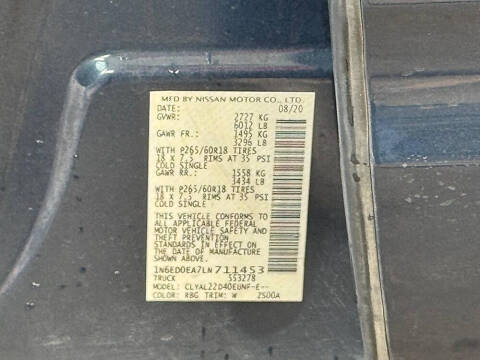 MFD BY NISSAN MOTOR CO., LTD.
DATE: 08/20
GVWR: 2727 KG
6012 LB
GAWR FR.: 1495 KG
3296 LB
WITH P265/60R18 TIRES
18 X 7.5 RIMS AT 35 PSI
COLD SINGLE
GAWR RR.: 1558 KG
3434 LB
WITH P265/60R18 TIRES
18 X 7.5 RIMS AT 35 PSI
COLD SINGLE
THIS VEHICLE CONFORMS TO
ALL APPLICABLE FEDERAL
MOTOR VEHICLE SAFETY AND
THEFT PREVENTION
STANDARDS IN EFFECT ON
THE DATE OF MANUFACTURE
SHOWN ABOVE.
1N6ED0EA7LN711453
TRUCK 553278
MODEL: CLYAL22D40EUNF-E--
COLOR: RBG TRIM: W 2500A